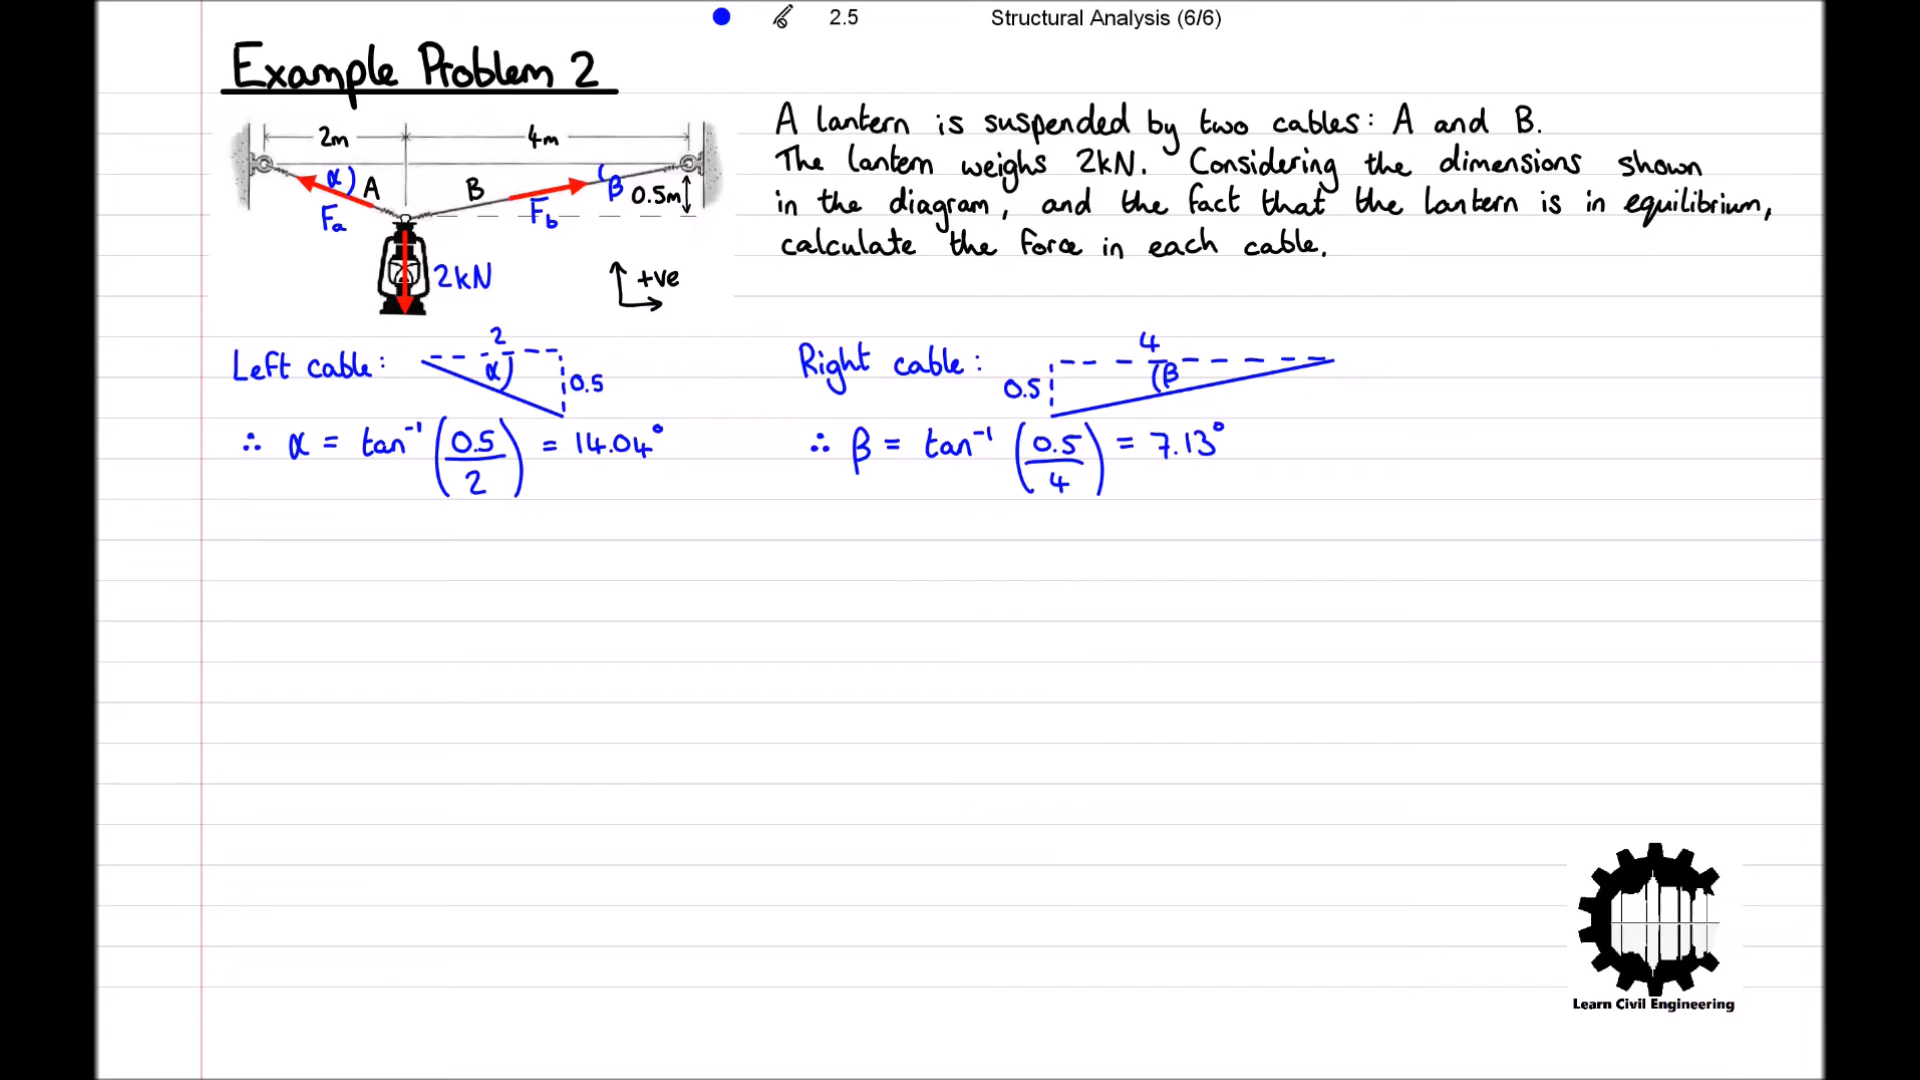 2.5 Structural Analysis (6/6)
Example Problem 2
2m 4m
α A B β 0.5m
Fa Fb
2kN +ve
A lantern is suspended by two cables: A and B.
The lantern weighs 2kN. Considering the dimensions shown
in the diagram, and the fact that the lantern is in equilibrium,
calculate the force in each cable.
Left cable: 2 α 0.5
∴ α = tan⁻¹ (0.5/2) = 14.04°
Right cable: 4 β 0.5
∴ β = tan⁻¹ (0.5/4) = 7.13°
Learn Civil Engineering